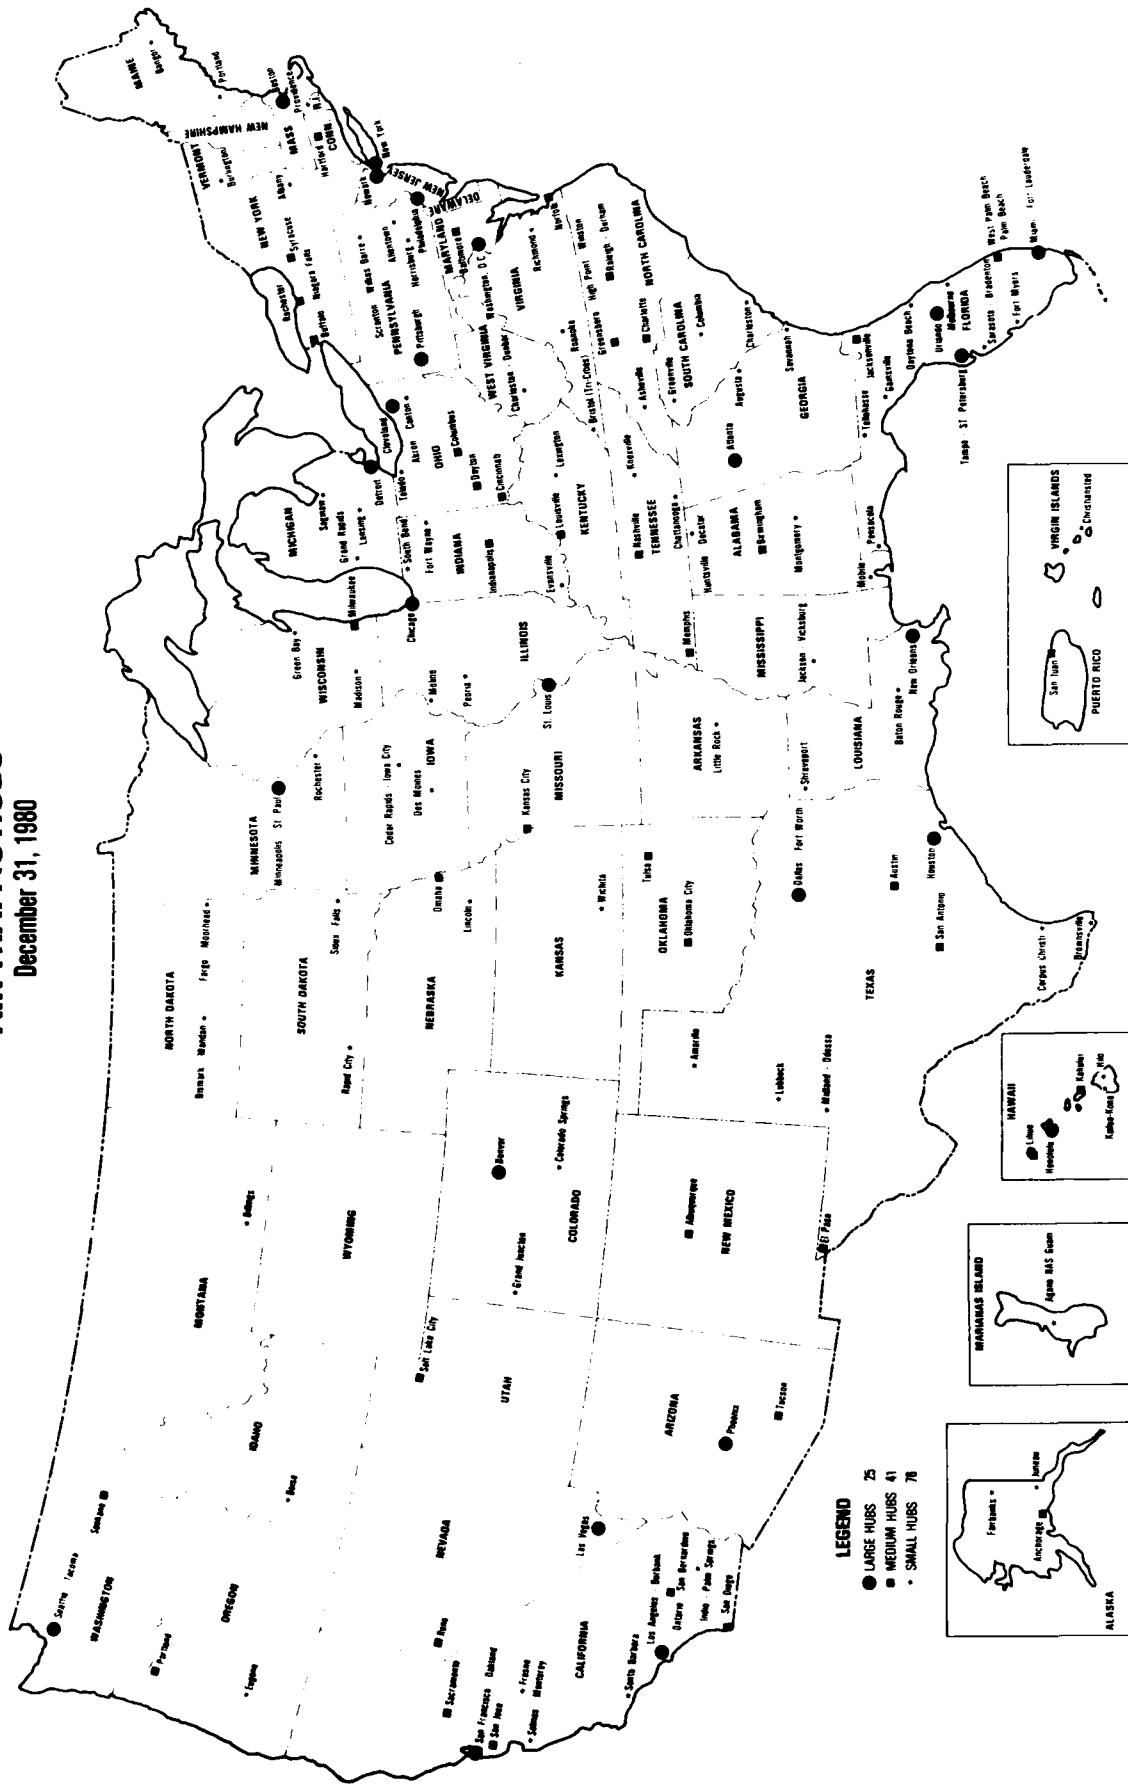 December 31, 1980
WASHINGTON
Seattle Tacoma
Spokane
Portland
OREGON
Eugene
IDAHO
Boise
MONTANA
Billings
WYOMING
NORTH DAKOTA
Bismark Mandan
Fargo Moorhead
SOUTH DAKOTA
Rapid City
Sioux Falls
NEBRASKA
Omaha
Lincoln
MINNESOTA
Minneapolis St. Paul
Rochester
WISCONSIN
Green Bay
Madison
Milwaukee
MICHIGAN
Saginaw
Grand Rapids
Lansing
Detroit
IOWA
Cedar Rapids - Iowa City
Des Moines
ILLINOIS
Chicago
Moline
Peoria
INDIANA
South Bend
Fort Wayne
Indianapolis
Evansville
OHIO
Toledo
Cleveland
Akron Canton
Columbus
Dayton
Cincinnati
PENNSYLVANIA
Scranton Wilkes Barre
Allentown
Harrisburg
Philadelphia
Pittsburgh
NEW YORK
Albany
Syracuse
Rochester
Buffalo Niagara Falls
New York
VERMONT
Burlington
NEW HAMPSHIRE
MAINE
Bangor
Portland
MASS
Boston
CONN
Hartford
R.I.
Providence
NEW JERSEY
Newark
DELAWARE
MARYLAND
Baltimore
Washington, D.C.
WEST VIRGINIA
Charleston - Dunbar
VIRGINIA
Richmond
Norfolk
Roanoke
NORTH CAROLINA
Greensboro High Point Winston
Raleigh - Durham
Charlotte
Asheville
SOUTH CAROLINA
Greenville
Columbia
Charleston
GEORGIA
Atlanta
Augusta
Savannah
FLORIDA
Jacksonville
Tallahasse
Gainsville
Daytona Beach
Orlando
Melbourne
Tampa ST Petersburg
Sarasota - Bradenton
Fort Myers
West Palm Beach
Palm Beach
Miami Fort Lauderdale
Pensacola
KENTUCKY
Louisville
Lexington
TENNESSEE
Bristol (Tri-Cities)
Knoxville
Nashville
Chattanooga
Memphis
ALABAMA
Huntsville Decatur
Birmingham
Montgomery
Mobile
MISSISSIPPI
Jackson Vicksburg
LOUISIANA
Shreveport
Baton Rouge
New Orleans
ARKANSAS
Little Rock
MISSOURI
Kansas City
St. Louis
KANSAS
Wichita
OKLAHOMA
Tulsa
Oklahoma City
TEXAS
Amarillo
Lubbock
Midland - Odessa
El Paso
Dallas Fort Worth
Austin
Houston
San Antonio
Corpus Christi
Brownsville
NEW MEXICO
Albuquerque
COLORADO
Denver
Colorado Springs
Grand Junction
UTAH
Salt Lake City
ARIZONA
Phoenix
Tucson
NEVADA
Reno
Las Vegas
CALIFORNIA
Sacramento
San Francisco Oakland
San Jose
Fresno
Salinas Monterey
Santa Barbara
Los Angeles Burbank
Ontario San Bernardino
Indio - Palm Springs
San Diego
LEGEND
LARGE HUBS 25
MEDIUM HUBS 41
SMALL HUBS 78
ALASKA
Fairbanks
Anchorage
Juneau
MARIANAS ISLAND
Agana NAS Guam
HAWAII
Lihue
Honolulu
Kahului
Hilo
Kailua-Kona
PUERTO RICO
San Juan
VIRGIN ISLANDS
Christiansted